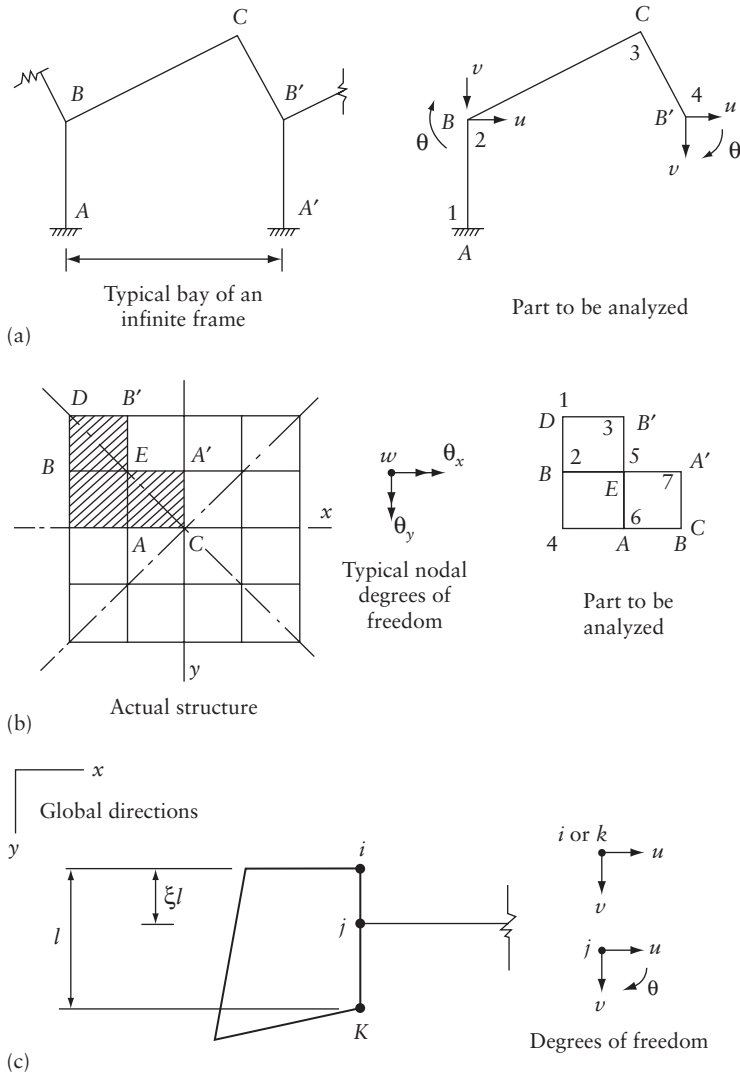 C
C
3
B
B′
v
4
u
B
u
B′
θ
2
v
θ
A
A′
1
A
Typical bay of an
infinite frame
Part to be analyzed
(a)
D
B′
1
D
3
B′
B
E
A′
w
θx
B
2
5
A′
E
7
x
θy
6
C
A
C
Typical nodal
degrees of
freedom
4
A
B
Part to be
analyzed
y
Actual structure
(b)
x
Global directions
y
i
i or k
u
ξl
v
l
j
j
u
θ
v
K
Degrees of freedom
(c)